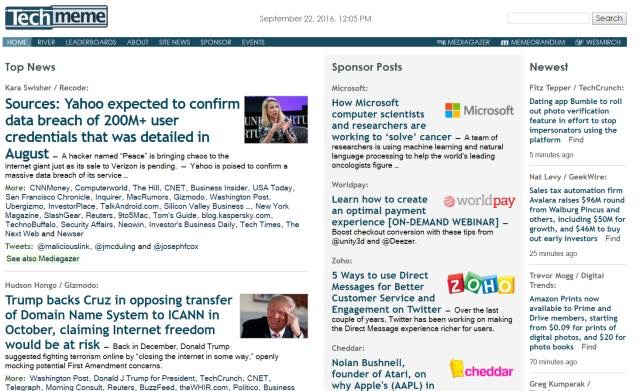 Techmeme
September 22, 2016, 12:05 PM
Search
HOME RIVER LEADERBOARDS ABOUT SITE NEWS SPONSOR EVENTS
MEDIAGAZER MEMEORANDUM WESMIRCH
Top News
Kara Swisher / Recode:
Sources: Yahoo expected to confirm
data breach of 200M+ user
credentials that was detailed in
August — A hacker named "Peace" is bringing chaos to the
internet giant just as its sale to Verizon is pending. — Yahoo is poised to confirm a
massive data breach of its service ..
More: CNNMoney, Computerworld, The Hill, CNET, Business Insider, USA Today,
San Francisco Chronicle, Inquirer, MacRumors, Gizmodo, Washington Post,
Ubergizmo, InvestorPlace, TalkAndroid.com, Silicon Valley Business ..., New York
Magazine, SlashGear, Reuters, 9to5Mac, Tom's Guide, blog.kaspersky.com,
TechnoBuffalo, Security Affairs, Neowin, Investor's Business Daily, Tech Times, The
Next Web and Newser
Tweets: @maliciouslink, @jmcduling and @josephfcox
See also Mediagazer
Hudson Hongo / Gizmodo:
Trump backs Cruz in opposing transfer
of Domain Name System to ICANN in
October, claiming Internet freedom
would be at risk — Back in December, Donald Trump
suggested fighting terrorism online by "closing the internet in some way," openly
mocking potential First Amendment concerns.
More: Washington Post, Donald J Trump for President, TechCrunch, CNET,
Telegraph, Morning Consult, Reuters, BuzzFeed, theWHIR.com, Politico, Business
Sponsor Posts
Microsoft:
How Microsoft
computer scientists
and researchers are
working to 'solve' cancer — A team of
researchers is using machine learning and natural
language processing to help the world's leading
oncologists figure ..
Microsoft
Worldpay:
Learn how to create
an optimal payment
experience [ON-DEMAND WEBINAR] —
Boost checkout conversion with these tips from
@unity3d and @Deezer.
worldpay
Zoho:
5 Ways to use Direct
Messages for Better
Customer Service and
Engagement on Twitter — Over the last
couple of years, Twitter has been working on making
the Direct Message experience richer for users.
ZOHO
Cheddar:
Nolan Bushnell,
founder of Atari, on
why Apple's (AAPL) in
cheddar
Newest
Fitz Tepper / TechCrunch:
Dating app Bumble to roll
out photo verification
feature in effort to stop
impersonators using the
platform Find
5 minutes ago
Nat Levy / GeekWire:
Sales tax automation firm
Avalara raises $96M round
from Walburg Pincus and
others, including $50M for
growth, and $46M to buy
out early investors Find
25 minutes ago
Trevor Mogg / Digital
Trends:
Amazon Prints now
available to Prime and
Drive members, starting
from $0.09 for prints of
digital photos, and $20 for
photo books Find
70 minutes ago
Greg Kumparak /